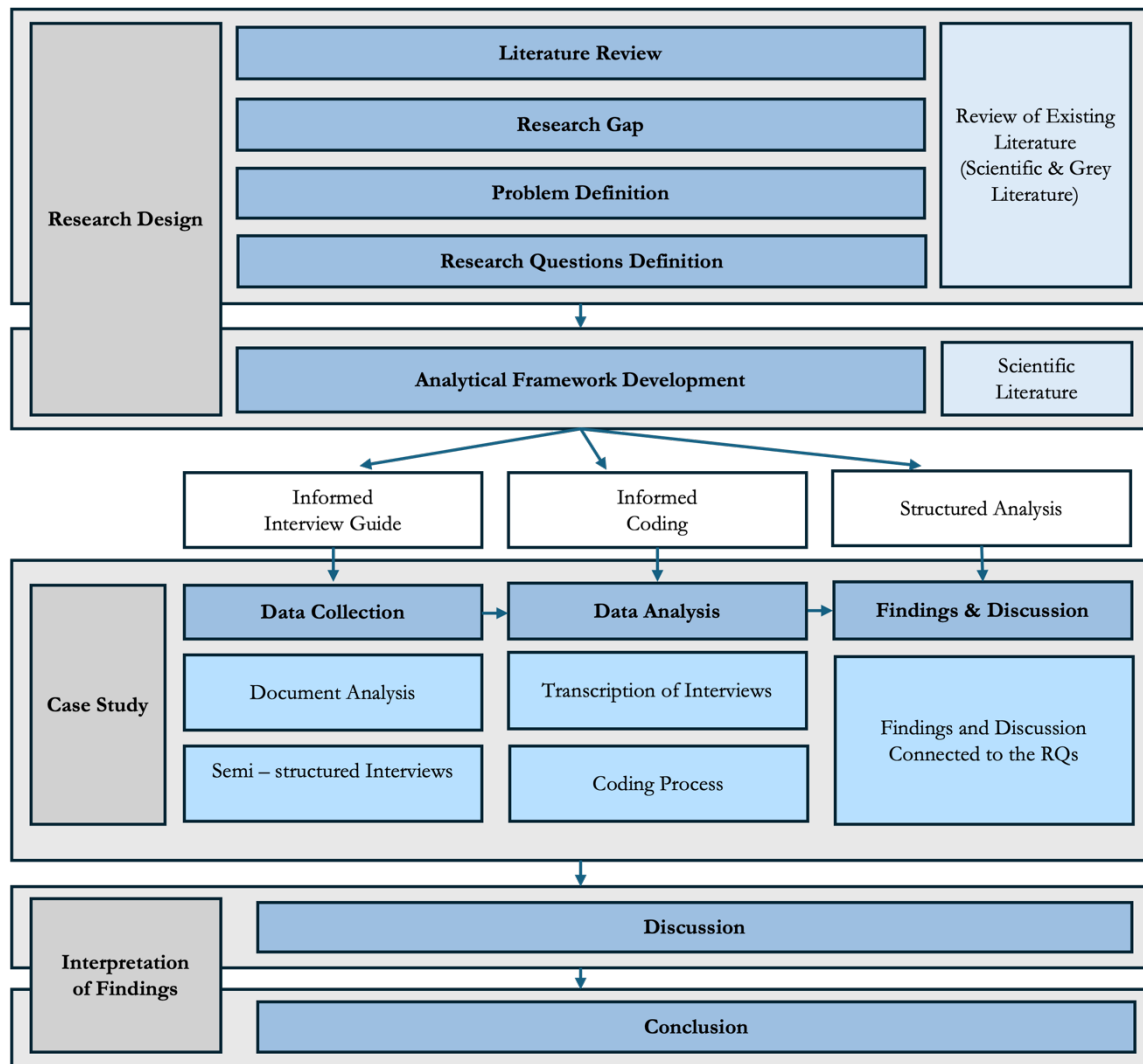 Research Design
Literature Review
Research Gap
Problem Definition
Research Questions Definition
Review of Existing
Literature
(Scientific & Grey
Literature)
Analytical Framework Development
Scientific
Literature
Informed
Interview Guide
Informed
Coding
Structured Analysis
Case Study
Data Collection
Data Analysis
Findings & Discussion
Document Analysis
Semi – structured Interviews
Transcription of Interviews
Coding Process
Findings and Discussion
Connected to the RQs
Interpretation
of Findings
Discussion
Conclusion